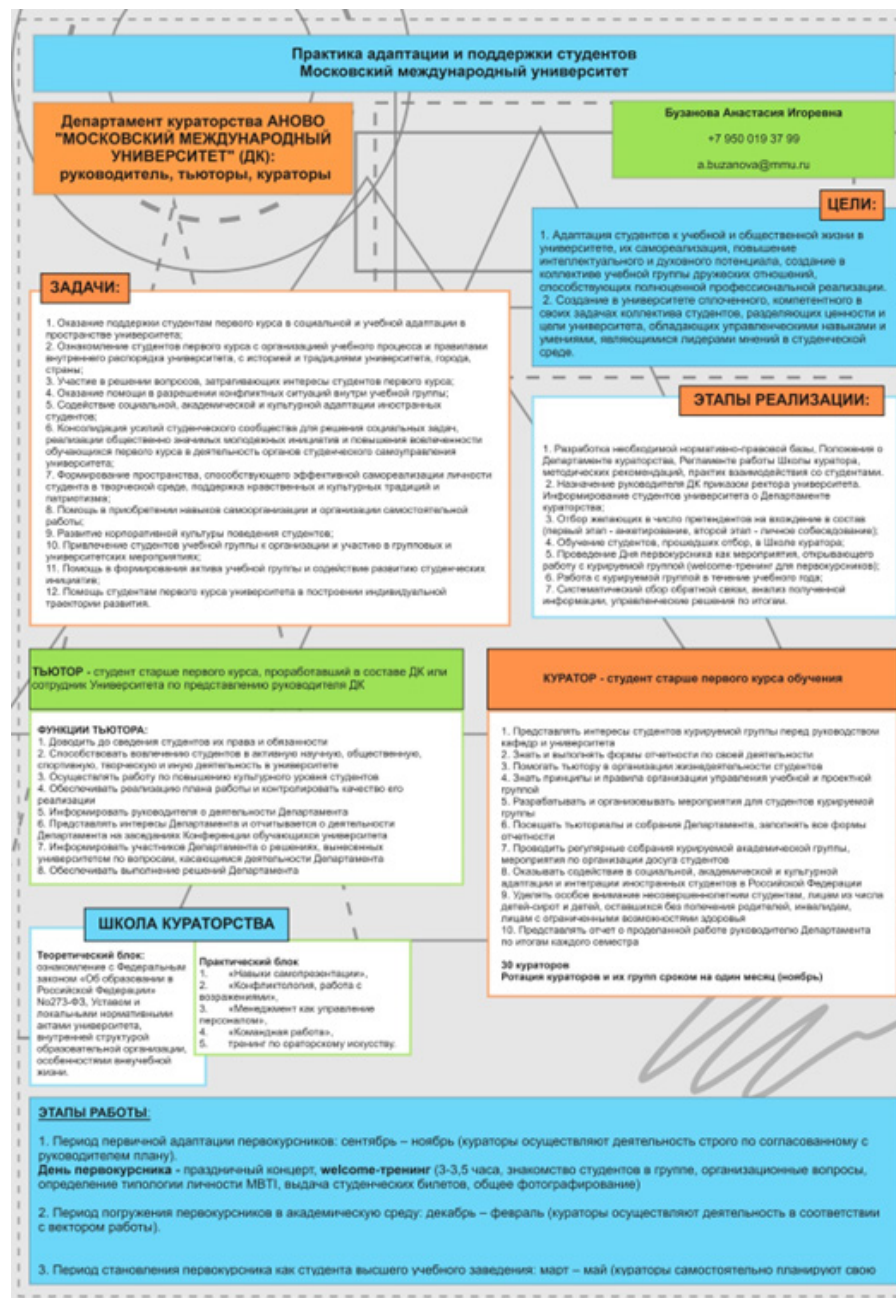 Практика адаптации и поддержки студентов
Московский международный университет
Департамент кураторства АНОВО
"МОСКОВСКИЙ МЕЖДУНАРОДНЫЙ
УНИВЕРСИТЕТ" (ДК):
руководитель, тьюторы, кураторы
Бузанова Анастасия Игоревна
+7 950 019 37 99
a.buzanova@mmu.ru
ЦЕЛИ:
1. Адаптация студентов к учебной и общественной жизни в
университете, их самореализация, повышение
интеллектуального и духовного потенциала, создание в
коллективе учебной группы дружеских отношений,
способствующих полноценной профессиональной реализации.
2. Создание в университете сплоченного, компетентного в
своих задачах коллектива студентов, разделяющих ценности и
цели университета, обладающих управленческими навыками и
умениями, являющимися лидерами мнений в студенческой
среде.
ЗАДАЧИ:
1. Оказание поддержки студентам первого курса в социальной и учебной адаптации в
пространстве университета;
2. Ознакомление студентов первого курса с организацией учебного процесса и правилами
внутреннего распорядка университета, с историей и традициями университета, города,
страны;
3. Участие в решении вопросов, затрагивающих интересы студентов первого курса;
4. Оказание помощи в разрешении конфликтных ситуаций внутри учебной группы;
5. Содействие социальной, академической и культурной адаптации иностранных
студентов;
6. Консолидация усилий студенческого сообщества для решения социальных задач,
реализации общественно значимых молодежных инициатив и повышения вовлеченности
обучающихся первого курса в деятельность органов студенческого самоуправления
университета;
7. Формирование пространства, способствующего эффективной самореализации личности
студента в творческой среде, поддержка нравственных и культурных традиций и
патриотизма;
8. Помощь в приобретении навыков самоорганизации и организации самостоятельной
работы;
9. Развитие корпоративной культуры поведения студентов;
10. Привлечение студентов учебной группы к организации и участию в групповых и
университетских мероприятиях;
11. Помощь в формирования актива учебной группы и содействие развитию студенческих
инициатив;
12. Помощь студентам первого курса университета в построении индивидуальной
траектории развития.
ЭТАПЫ РЕАЛИЗАЦИИ:
1. Разработка необходимой нормативно-правовой базы, Положения о
Департаменте кураторства, Регламенте работы Школы куратора,
методических рекомендаций, практик взаимодействия со студентами.
2. Назначение руководителя ДК приказом ректора университета.
Информирование студентов университета о Департаменте
кураторства;
3. Отбор желающих в число претендентов на вхождение в состав
(первый этап - анкетирование, второй этап - личное собеседование);
4. Обучение студентов, прошедших отбор, в Школе куратора;
5. Проведение Дня первокурсника как мероприятия, открывающего
работу с курируемой группой (welcome-тренинг для первокурсников);
6. Работа с курируемой группой в течение учебного года;
7. Систематический сбор обратной связи, анализ полученной
информации, управленческие решения по итогам.
ТЬЮТОР - студент старше первого курса, проработавший в составе ДК или
сотрудник Университета по представлению руководителя ДК
ФУНКЦИИ ТЬЮТОРА:
1. Доводить до сведения студентов их права и обязанности
2. Способствовать вовлечению студентов в активную научную, общественную,
спортивную, творческую и иную деятельность в университете
3. Осуществлять работу по повышению культурного уровня студентов
4. Обеспечивать реализацию плана работы и контролировать качество его
реализации
5. Информировать руководителя о деятельности Департамента
6. Представлять интересы Департамента и отчитывается о деятельности
Департамента на заседаниях Конференции обучающихся университета
7. Информировать участников Департамента о решениях, вынесенных
университетом по вопросам, касающимся деятельности Департамента
8. Обеспечивать выполнение решений Департамента
КУРАТОР - студент старше первого курса обучения
1. Представлять интересы студентов курируемой группы перед руководством
кафедр и университета
2. Знать и выполнять формы отчетности по своей деятельности
3. Помогать тьютору в организации жизнедеятельности студентов
4. Знать принципы и правила организации управления учебной и проектной
группой
5. Разрабатывать и организовывать мероприятия для студентов курируемой
группы
6. Посещать тьюториалы и собрания Департамента, заполнять все формы
отчетности
7. Проводить регулярные собрания курируемой академической группы,
мероприятия по организации досуга студентов
8. Оказывать содействие в социальной, академической и культурной
адаптации и интеграции иностранных студентов в Российской Федерации
9. Уделять особое внимание несовершеннолетним студентам, лицам из числа
детей-сирот и детей, оставшихся без попечения родителей, инвалидам,
лицам с ограниченными возможностями здоровья
10. Представлять отчет о проделанной работе руководителю Департамента
по итогам каждого семестра
30 кураторов
Ротация кураторов и их групп сроком на один месяц (ноябрь)
ШКОЛА КУРАТОРСТВА
Теоретический блок:
ознакомление с Федеральным
законом «Об образовании в
Российской Федерации»
No273-ФЗ, Уставом и
локальными нормативными
актами университета,
внутренней структурой
образовательной организации,
особенностями внеучебной
жизни.
Практический блок
1. «Навыки самопрезентации»,
2. «Конфликтология, работа с
возражениями»,
3. «Менеджмент как управление
персоналом»,
4. «Командная работа»,
5. тренинг по ораторскому искусству.
ЭТАПЫ РАБОТЫ:
1. Период первичной адаптации первокурсников: сентябрь – ноябрь (кураторы осуществляют деятельность строго по согласованному с
руководителем плану).
День первокурсника - праздничный концерт, welcome-тренинг (3-3,5 часа, знакомство студентов в группе, организационные вопросы,
определение типологии личности MBTI, выдача студенческих билетов, общее фотографирование)
2. Период погружения первокурсников в академическую среду: декабрь – февраль (кураторы осуществляют деятельность в соответствии
с вектором работы).
3. Период становления первокурсника как студента высшего учебного заведения: март – май (кураторы самостоятельно планируют свою